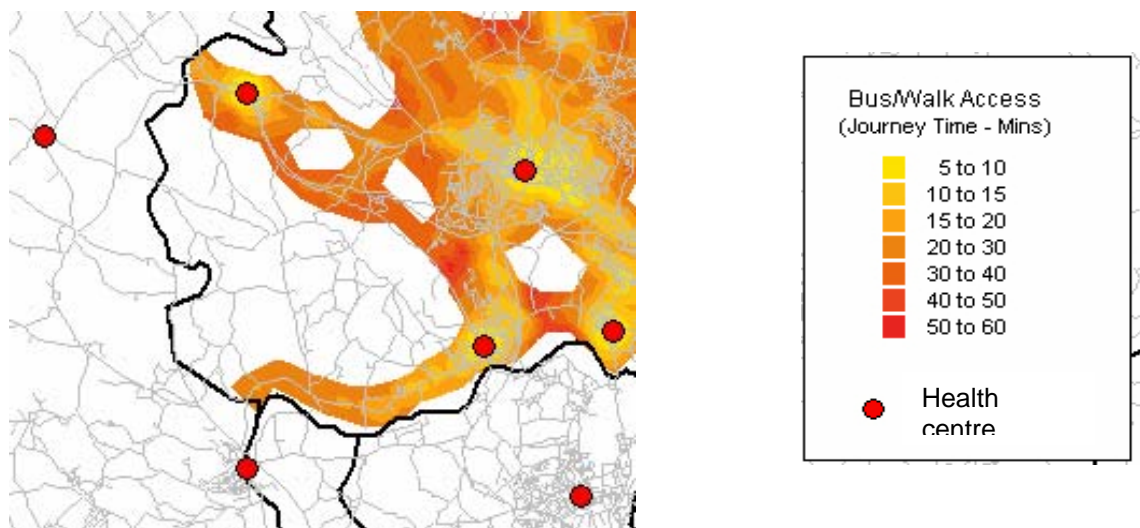 Bus/Walk Access
(Journey Time - Mins)
5 to 10
10 to 15
15 to 20
20 to 30
30 to 40
40 to 50
50 to 60
Health
centre